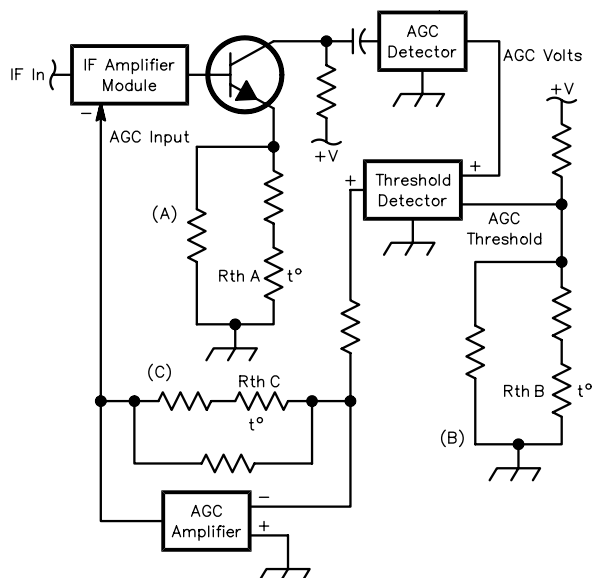 IF In
IF Amplifier
Module
AGC
Detector
AGC Volts
−
AGC Input
+V
+V
+
+
Threshold
Detector
AGC
Threshold
(A)
Rth A
t°
(C)
Rth C
t°
Rth B
t°
(B)
AGC
Amplifier
−
+